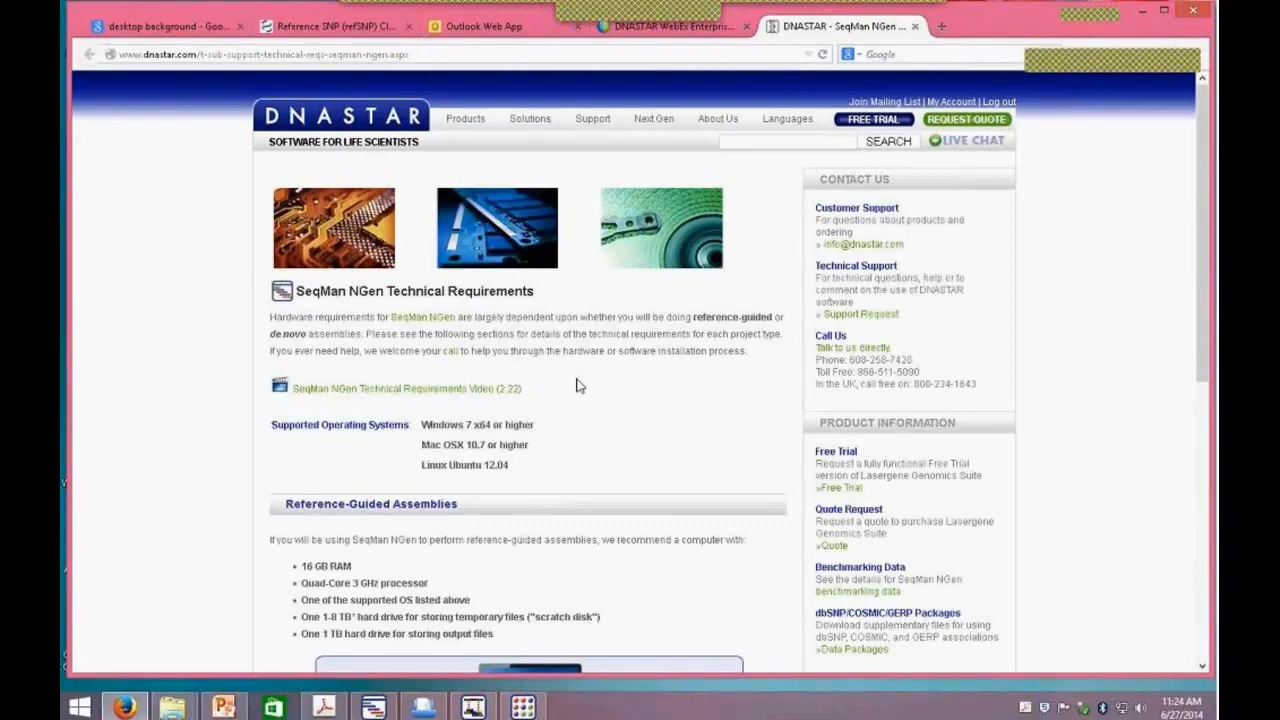 desktop background - Goo...
Reference SNP (refSNP) Cl...
Outlook Web App
DNASTAR WebEx Enterpris...
DNASTAR - SeqMan NGen ...
www.dnastar.com/t-sub-support-technical-reqs-seqman-ngen.aspx
Google
Join Mailing List | My Account | Log out
DNASTAR
Products
Solutions
Support
Next Gen
About Us
Languages
FREE TRIAL
REQUEST QUOTE
SOFTWARE FOR LIFE SCIENTISTS
SEARCH
LIVE CHAT
SeqMan NGen Technical Requirements
Hardware requirements for SeqMan NGen are largely dependent upon whether you will be doing reference-guided or
de novo assemblies. Please see the following sections for details of the technical requirements for each project type.
If you ever need help, we welcome your call to help you through the hardware or software installation process.
SeqMan NGen Technical Requirements Video (2:22)
Supported Operating Systems
Windows 7 x64 or higher
Mac OSX 10.7 or higher
Linux Ubuntu 12.04
Reference-Guided Assemblies
If you will be using SeqMan NGen to perform reference-guided assemblies, we recommend a computer with:
• 16 GB RAM
• Quad-Core 3 GHz processor
• One of the supported OS listed above
• One 1-8 TB* hard drive for storing temporary files ("scratch disk")
• One 1 TB hard drive for storing output files
CONTACT US
Customer Support
For questions about products and
ordering
» info@dnastar.com
Technical Support
For technical questions, help or to
comment on the use of DNASTAR
software
» Support Request
Call Us
Talk to us directly.
Phone: 608-258-7420
Toll Free: 866-511-5090
In the UK, call free on: 808-234-1643
PRODUCT INFORMATION
Free Trial
Request a fully functional Free Trial
version of Lasergene Genomics Suite
»Free Trial
Quote Request
Request a quote to purchase Lasergene
Genomics Suite
»Quote
Benchmarking Data
See the details for SeqMan NGen
benchmarking data
dbSNP/COSMIC/GERP Packages
Download supplementary files for using
dbSNP, COSMIC, and GERP associations
»Data Packages
11:24 AM
6/27/2014